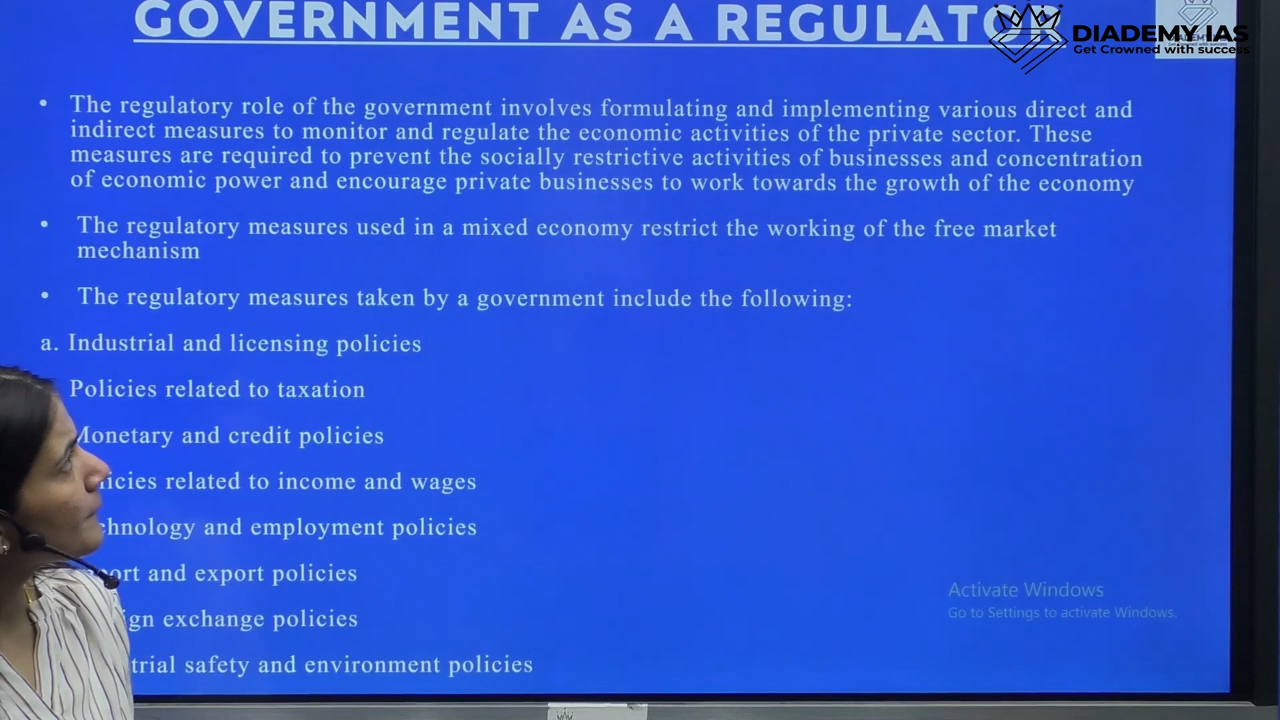 GOVERNMENT AS A REGULATO
DIADEMY IAS
Get Crowned with success
• The regulatory role of the government involves formulating and implementing various direct and
indirect measures to monitor and regulate the economic activities of the private sector. These
measures are required to prevent the socially restrictive activities of businesses and concentration
of economic power and encourage private businesses to work towards the growth of the economy
• The regulatory measures used in a mixed economy restrict the working of the free market
mechanism
• The regulatory measures taken by a government include the following:
a. Industrial and licensing policies
Policies related to taxation
Monetary and credit policies
related to income and wages
and employment policies
and export policies
exchange policies
safety and environment policies
Activate Windows
Go to Settings to activate Windows.